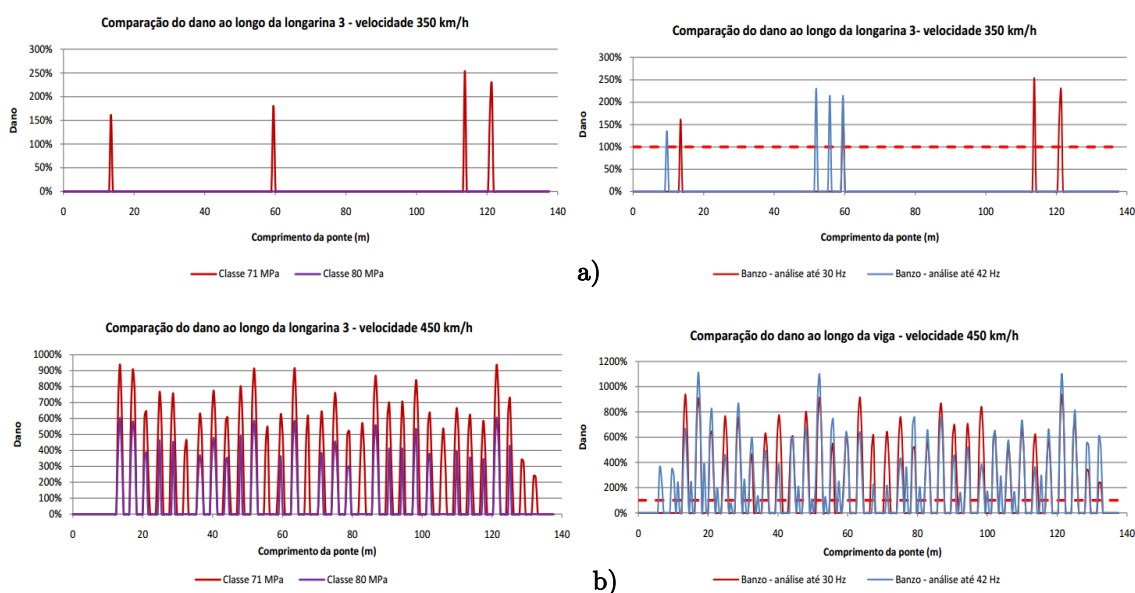 Comparação do dano ao longo da longarina 3 - velocidade 350 km/h
300%
250%
200%
150%
100%
50%
0%
Dano
0 20 40 60 80 100 120 140
Comprimento da ponte (m)
Classe 71 MPa Classe 80 MPa
Comparação do dano ao longo da longarina 3- velocidade 350 km/h
300%
250%
200%
150%
100%
50%
0%
Dano
0 20 40 60 80 100 120 140
Comprimento da ponte (m)
Banzo - análise até 30 Hz Banzo - análise até 42 Hz
a)
Comparação do dano ao longo da longarina 3 - velocidade 450 km/h
1000%
900%
800%
700%
600%
500%
400%
300%
200%
100%
0%
Dano
0 20 40 60 80 100 120 140
Comprimento da ponte (m)
Classe 71 MPa Classe 80 MPa
Comparação do dano ao longo da viga - velocidade 450 km/h
1200%
1000%
800%
600%
400%
200%
0%
Dano
0 20 40 60 80 100 120 140
Comprimento da ponte (m)
Banzo - análise até 30 Hz Banzo - análise até 42 Hz
b)